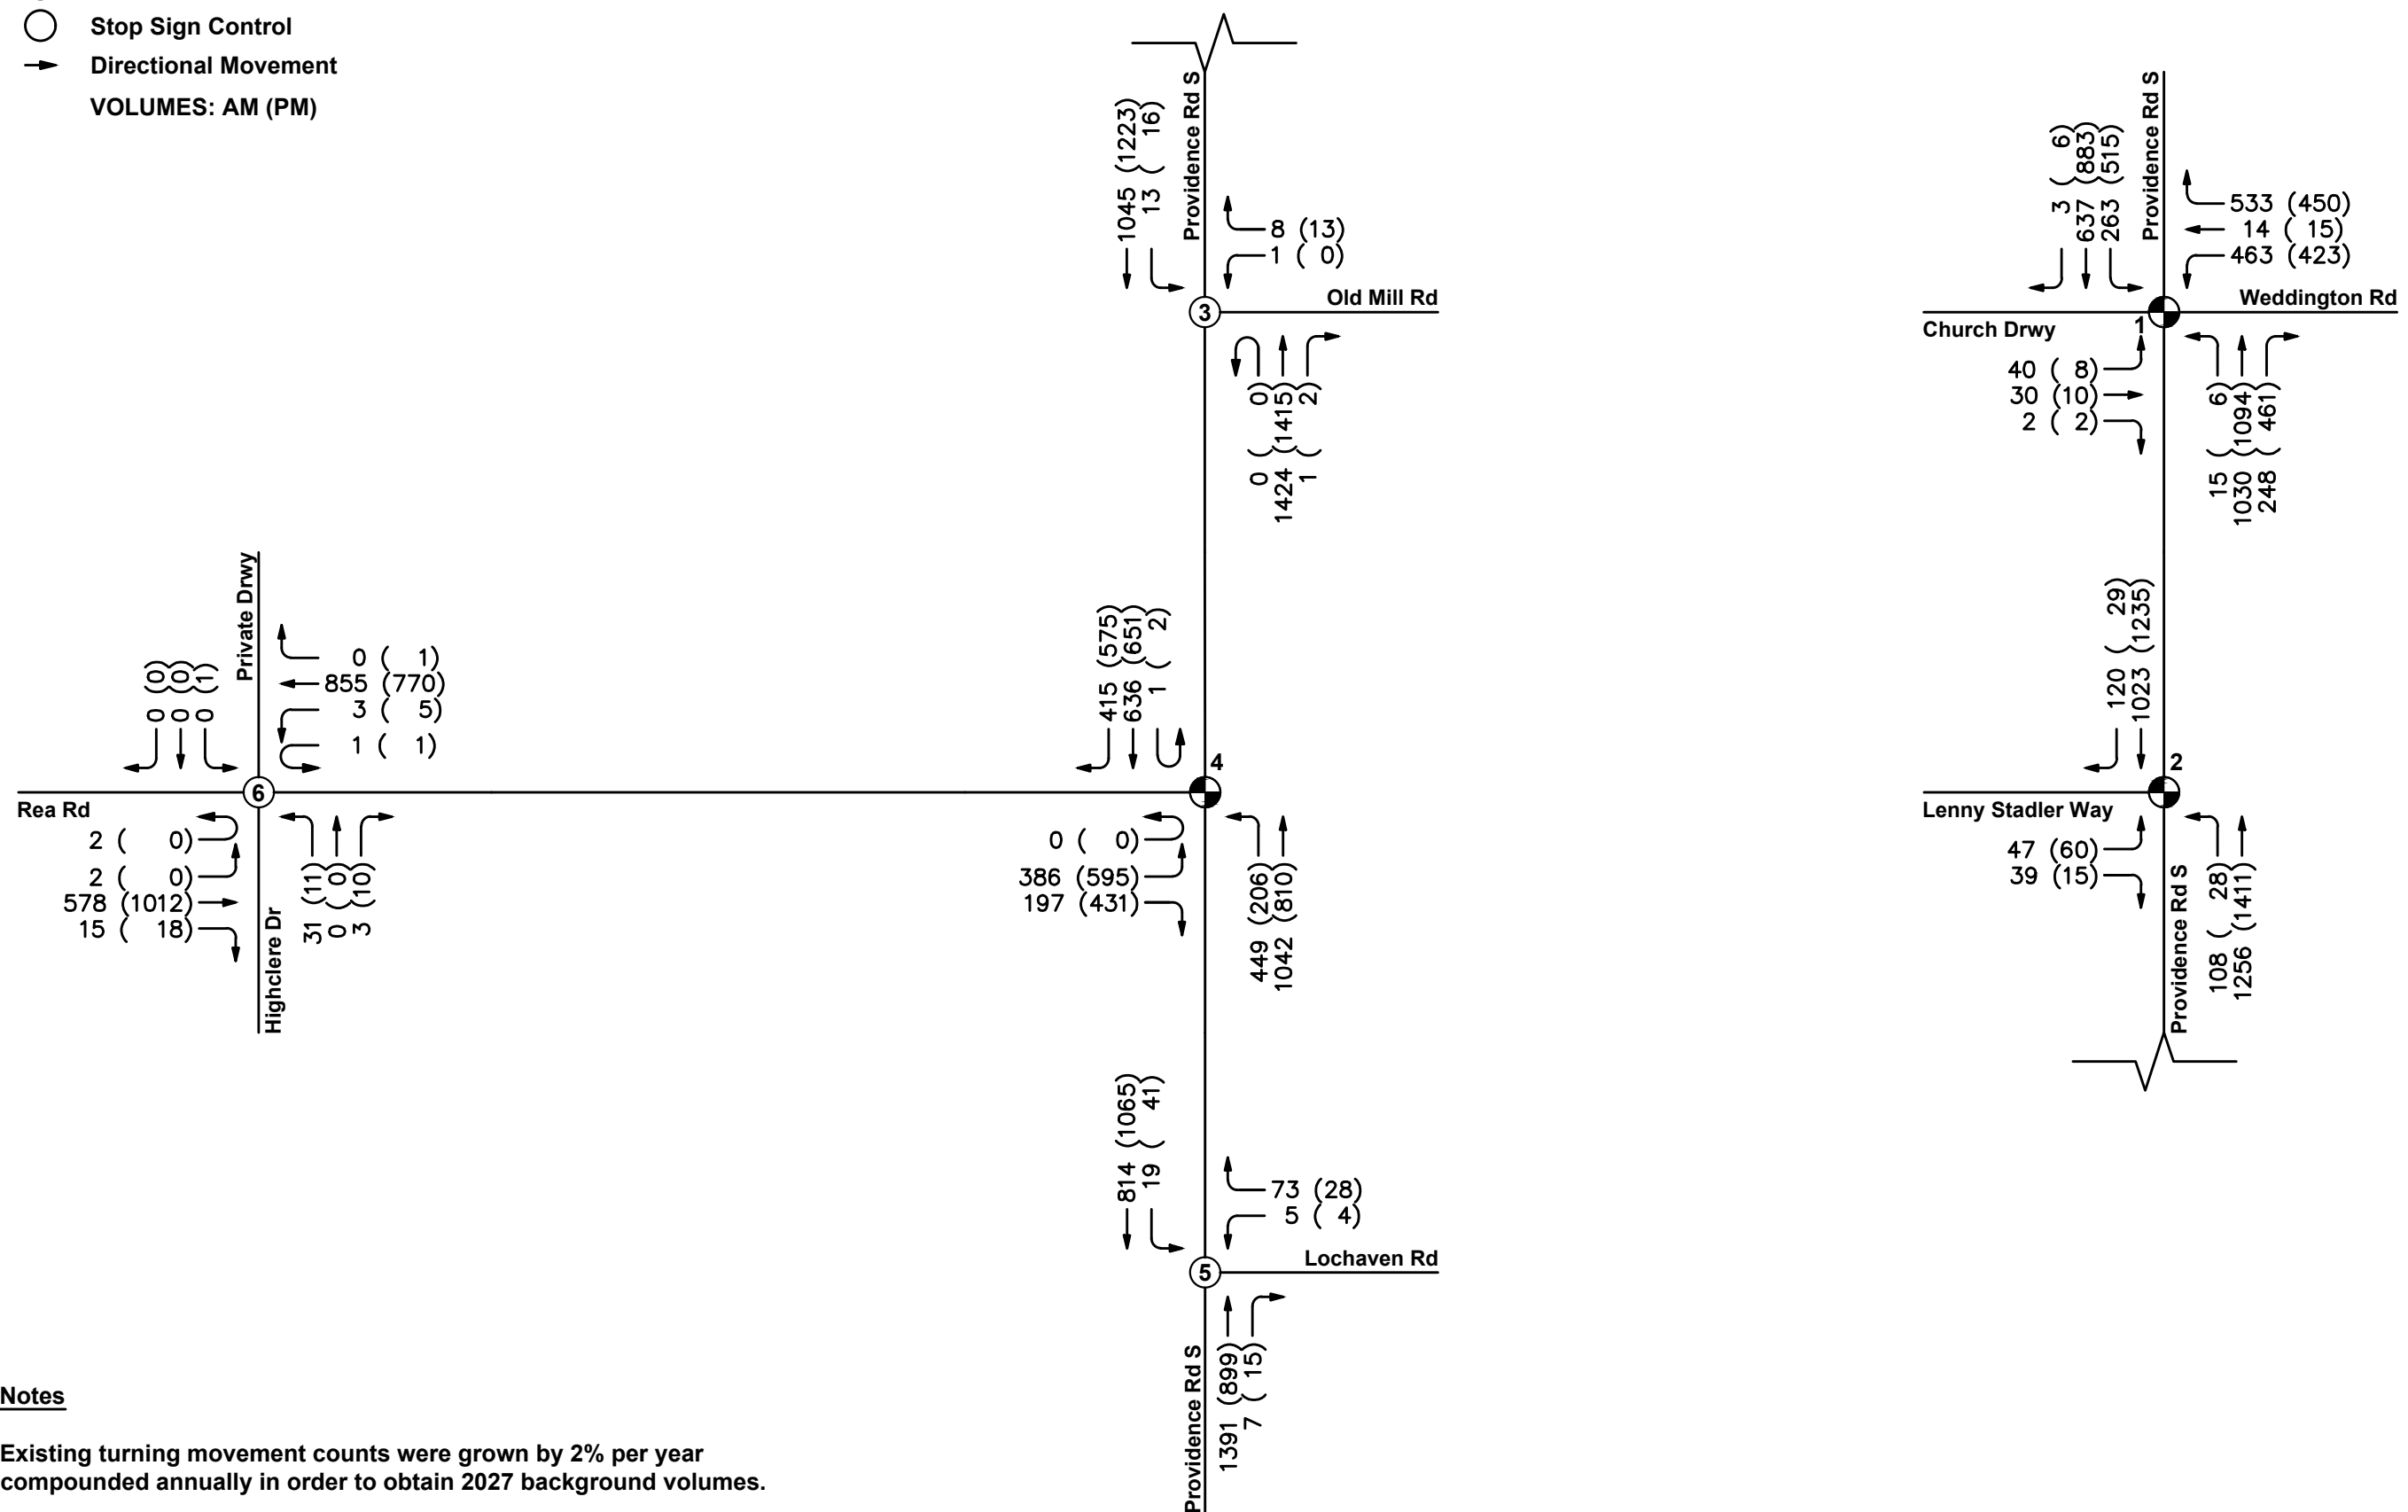 Stop Sign Control
Directional Movement
VOLUMES: AM (PM)
Providence Rd S
1045 (1223)
13 ( 16)
8 (13)
1 ( 0)
Old Mill Rd
3
0 ( 0)
1424 (1415)
1 ( 2)
Providence Rd S
3 ( 6)
637 (883)
263 (515)
533 (450)
14 ( 15)
463 (423)
Weddington Rd
Church Drwy
1
40 ( 8)
30 (10)
2 ( 2)
15 ( 6)
1030 (1094)
248 ( 461)
Private Drwy
0 (0)
0 (0)
0 (1)
0 ( 1)
855 (770)
3 ( 5)
1 ( 1)
6
Rea Rd
2 ( 0)
2 ( 0)
578 (1012)
15 ( 18)
Highclere Dr
31 (11)
0 ( 0)
3 (10)
415 (575)
636 (651)
1 ( 2)
4
0 ( 0)
386 (595)
197 (431)
449 (206)
1042 (810)
120 ( 29)
1023 (1235)
2
Lenny Stadler Way
47 (60)
39 (15)
Providence Rd S
108 ( 28)
1256 (1411)
814 (1065)
19 ( 41)
73 (28)
5 ( 4)
Lochaven Rd
5
Providence Rd S
1391 (899)
7 ( 15)
Notes
Existing turning movement counts were grown by 2% per year
compounded annually in order to obtain 2027 background volumes.